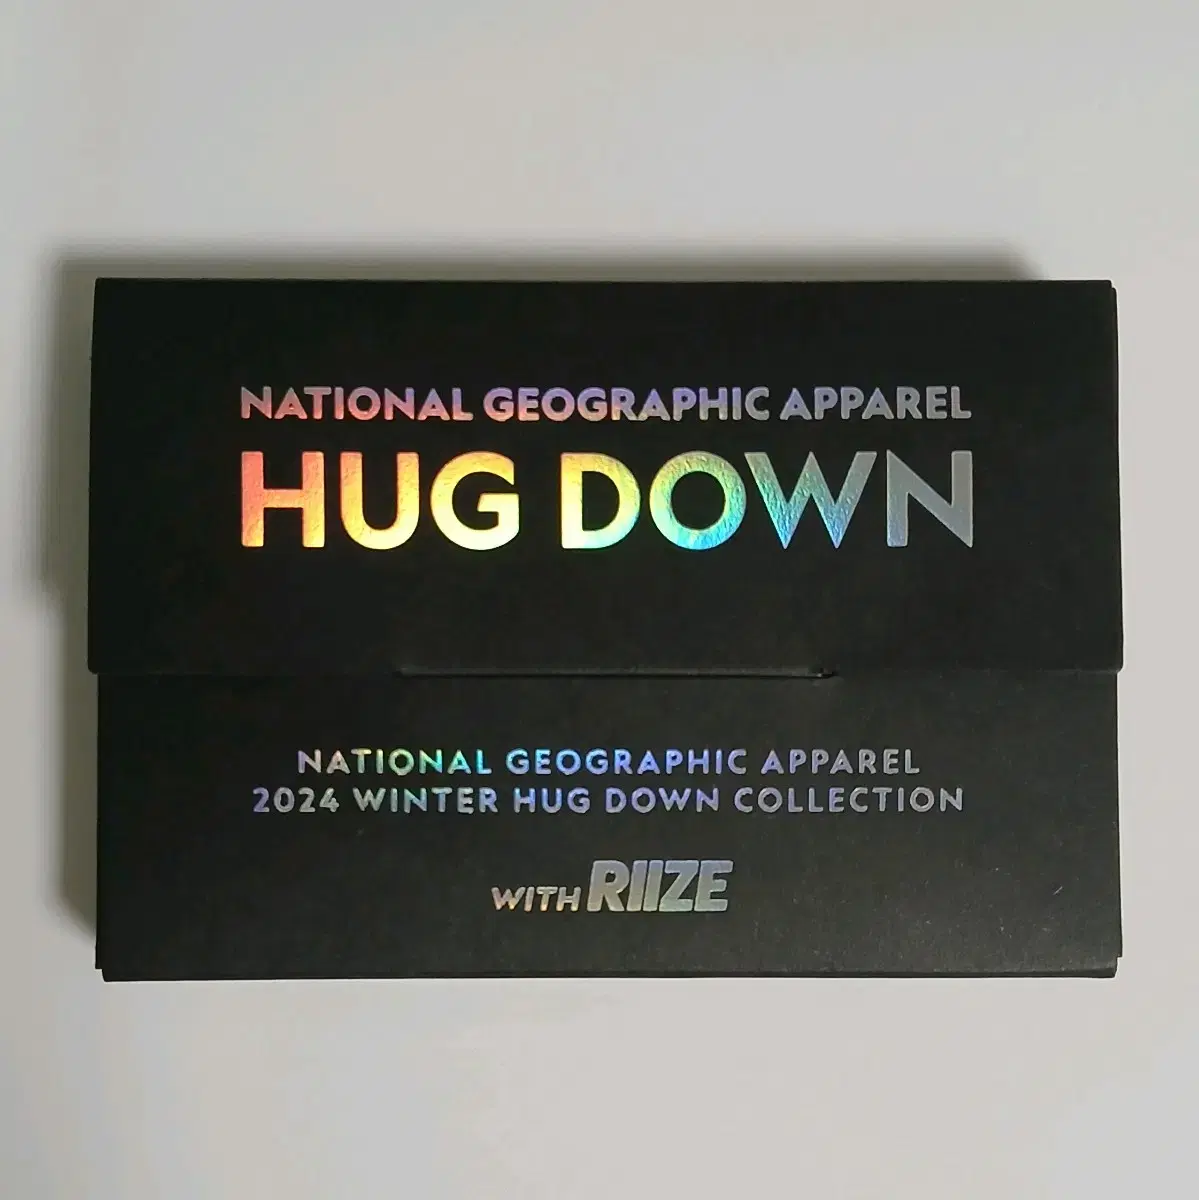 NATIONAL GEOGRAPHIC APPAREL
HUG DOWN
NATIONAL GEOGRAPHIC APPAREL
2024 WINTER HUG DOWN COLLECTION
WITH RIIZE